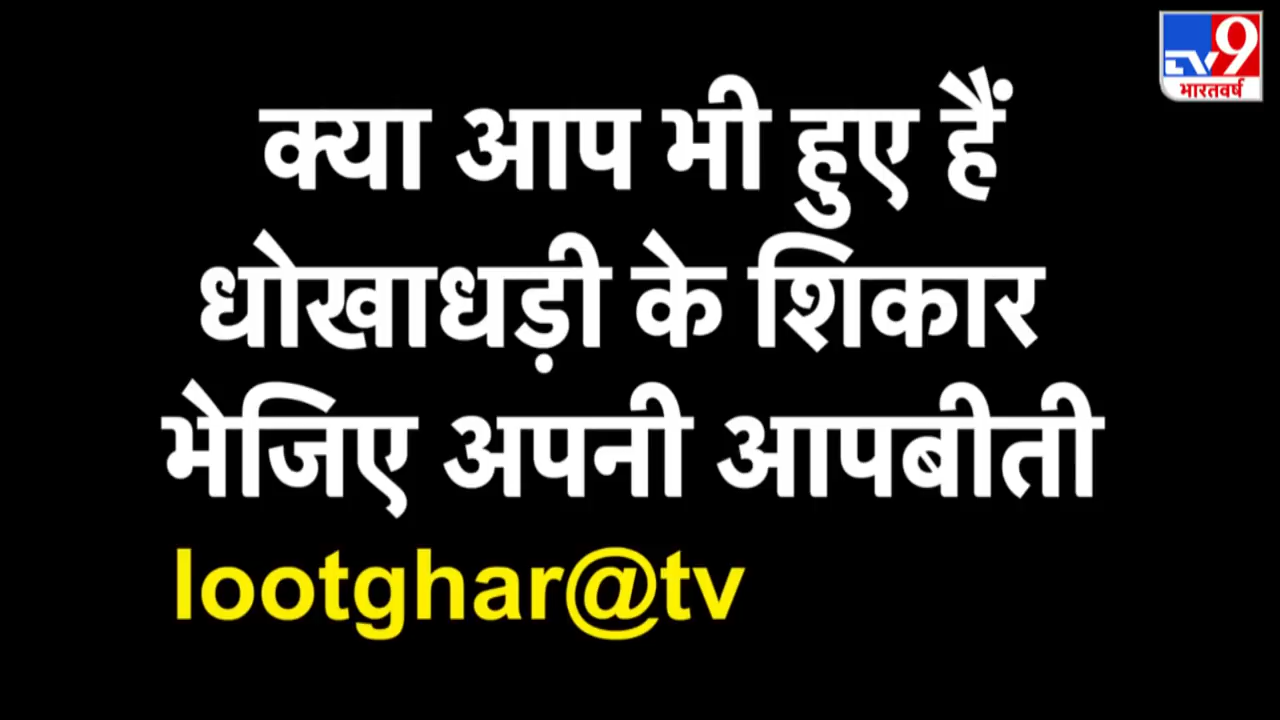 TV9
भारतवर्ष
क्या आप भी हुए हैं
धोखाधड़ी के शिकार
भेजिए अपनी आपबीती
lootghar@tv